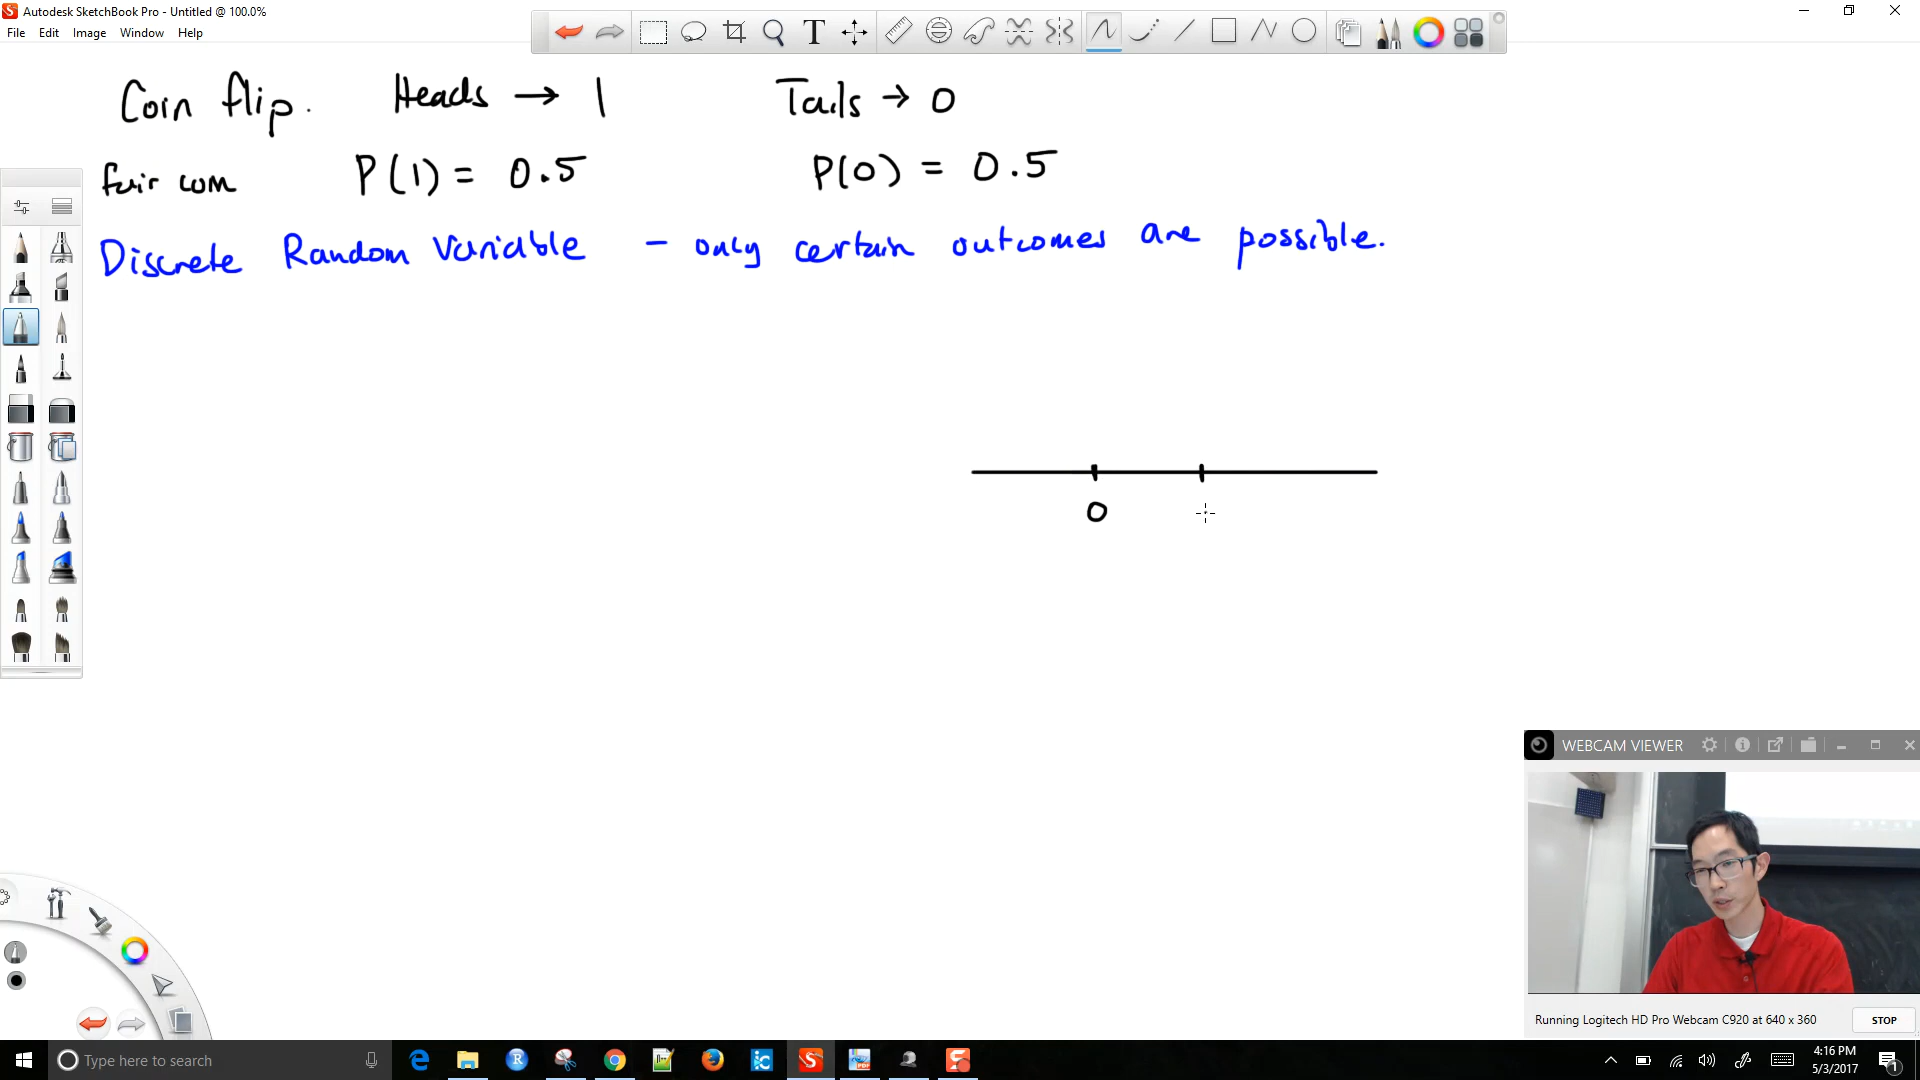 Autodesk SketchBook Pro - Untitled @ 100.0%
File Edit Image Window Help
T
Coin flip. Heads → 1 Tails → 0
fair coin P(1) = 0.5 P(0) = 0.5
Discrete Random Variable - only certain outcomes are possible.
0
WEBCAM VIEWER
Running Logitech HD Pro Webcam C920 at 640 x 360 STOP
Type here to search
4:16 PM
5/3/2017
1